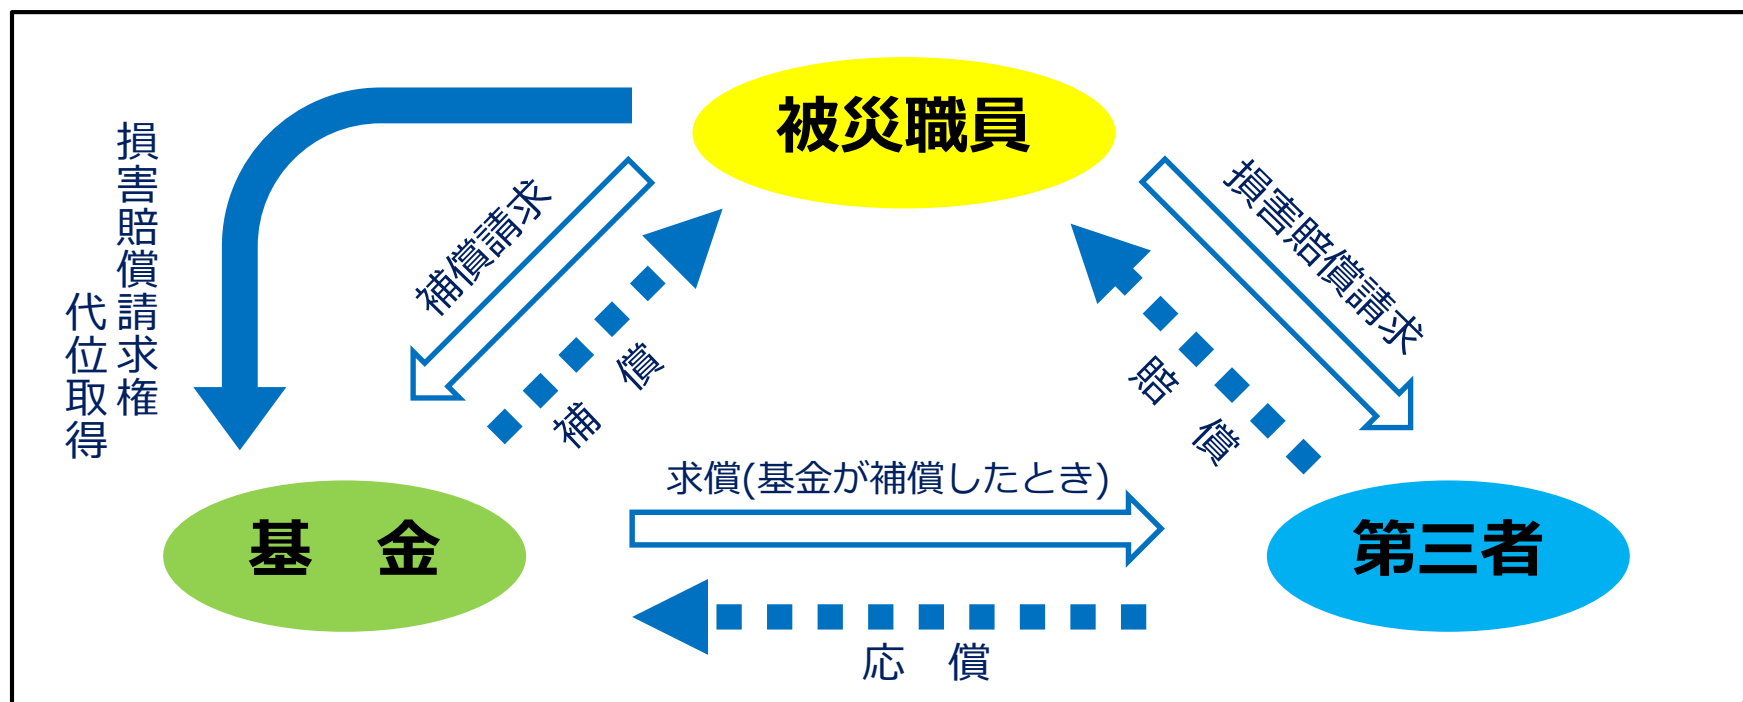 被災職員
損害賠償請求権
代位取得
補償請求
補　償
損害賠償請求
賠　償
求償(基金が補償したとき)
基　金
第三者
応　償